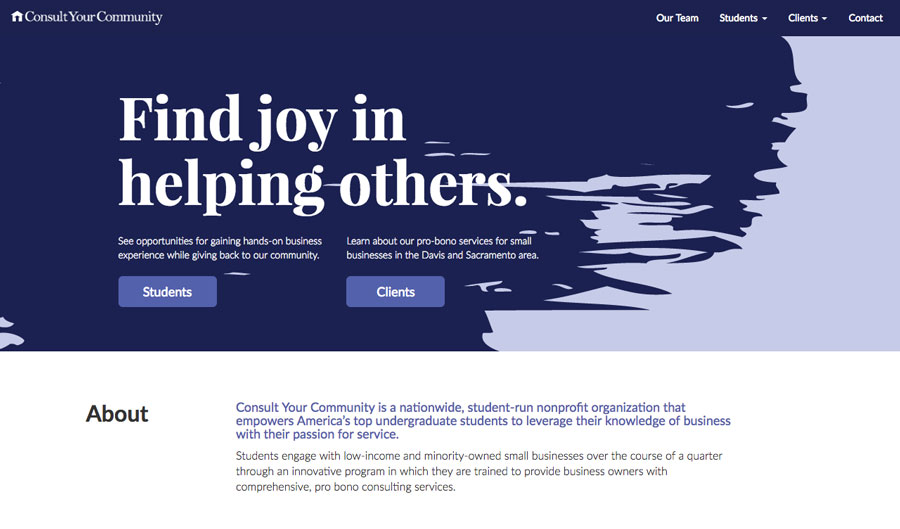 Consult Your Community
Our Team
Students
Clients
Contact
Find joy in
helping others.
See opportunities for gaining hands-on business
experience while giving back to our community.
Students
Learn about our pro-bono services for small
businesses in the Davis and Sacramento area.
Clients
About
Consult Your Community is a nationwide, student-run nonprofit organization that
empowers America's top undergraduate students to leverage their knowledge of business
with their passion for service.
Students engage with low-income and minority-owned small businesses over the course of a quarter
through an innovative program in which they are trained to provide business owners with
comprehensive, pro bono consulting services.